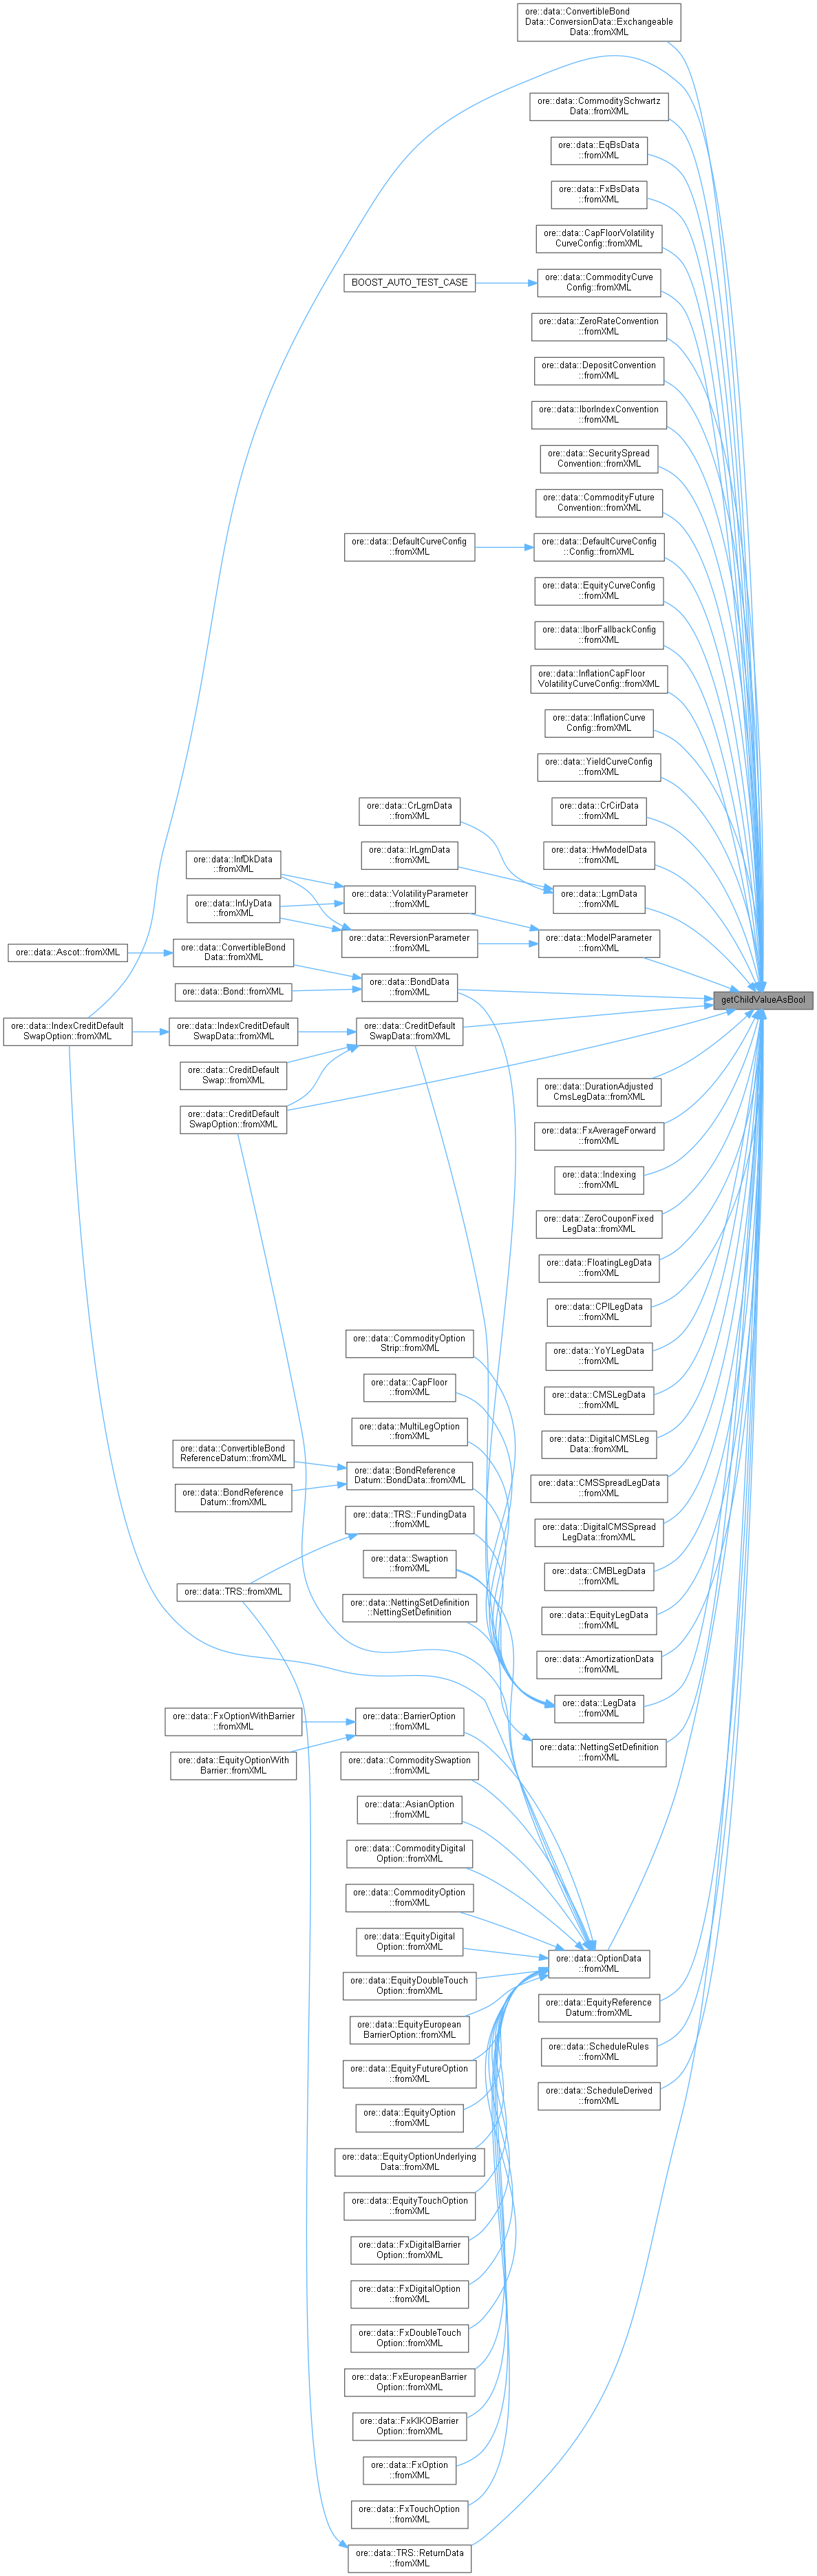 ore::data::ConvertibleBond
Data::ConversionData::Exchangeable
Data::fromXML
ore::data::CommoditySchwartz
Data::fromXML
ore::data::EqBsData
::fromXML
ore::data::FxBsData
::fromXML
ore::data::CapFloorVolatility
CurveConfig::fromXML
BOOST_AUTO_TEST_CASE
ore::data::CommodityCurve
Config::fromXML
ore::data::ZeroRateConvention
::fromXML
ore::data::DepositConvention
::fromXML
ore::data::IborIndexConvention
::fromXML
ore::data::SecuritySpread
Convention::fromXML
ore::data::CommodityFuture
Convention::fromXML
ore::data::DefaultCurveConfig
::fromXML
ore::data::DefaultCurveConfig
::Config::fromXML
ore::data::EquityCurveConfig
::fromXML
ore::data::IborFallbackConfig
::fromXML
ore::data::InflationCapFloor
VolatilityCurveConfig::fromXML
ore::data::InflationCurve
Config::fromXML
ore::data::YieldCurveConfig
::fromXML
ore::data::CrLgmData
::fromXML
ore::data::CrCirData
::fromXML
ore::data::IrLgmData
::fromXML
ore::data::HwModelData
::fromXML
ore::data::InfDkData
::fromXML
ore::data::VolatilityParameter
::fromXML
ore::data::LgmData
::fromXML
ore::data::InfJyData
::fromXML
ore::data::ReversionParameter
::fromXML
ore::data::ModelParameter
::fromXML
ore::data::Ascot::fromXML
ore::data::ConvertibleBond
Data::fromXML
ore::data::Bond::fromXML
ore::data::BondData
::fromXML
getChildValueAsBool
ore::data::IndexCreditDefault
SwapOption::fromXML
ore::data::IndexCreditDefault
SwapData::fromXML
ore::data::CreditDefault
SwapData::fromXML
ore::data::CreditDefault
Swap::fromXML
ore::data::CreditDefault
SwapOption::fromXML
ore::data::DurationAdjusted
CmsLegData::fromXML
ore::data::FxAverageForward
::fromXML
ore::data::Indexing
::fromXML
ore::data::ZeroCouponFixed
LegData::fromXML
ore::data::FloatingLegData
::fromXML
ore::data::CPILegData
::fromXML
ore::data::CommodityOption
Strip::fromXML
ore::data::YoYLegData
::fromXML
ore::data::CapFloor
::fromXML
ore::data::CMSLegData
::fromXML
ore::data::MultiLegOption
::fromXML
ore::data::DigitalCMSLeg
Data::fromXML
ore::data::ConvertibleBond
ReferenceDatum::fromXML
ore::data::BondReference
Datum::BondData::fromXML
ore::data::CMSSpreadLegData
::fromXML
ore::data::BondReference
Datum::fromXML
ore::data::TRS::FundingData
::fromXML
ore::data::DigitalCMSSpread
LegData::fromXML
ore::data::Swaption
::fromXML
ore::data::CMBLegData
::fromXML
ore::data::TRS::fromXML
ore::data::NettingSetDefinition
::NettingSetDefinition
ore::data::EquityLegData
::fromXML
ore::data::AmortizationData
::fromXML
ore::data::LegData
::fromXML
ore::data::FxOptionWithBarrier
::fromXML
ore::data::BarrierOption
::fromXML
ore::data::NettingSetDefinition
::fromXML
ore::data::EquityOptionWith
Barrier::fromXML
ore::data::CommoditySwaption
::fromXML
ore::data::AsianOption
::fromXML
ore::data::CommodityDigital
Option::fromXML
ore::data::CommodityOption
::fromXML
ore::data::EquityDigital
Option::fromXML
ore::data::OptionData
::fromXML
ore::data::EquityDoubleTouch
Option::fromXML
ore::data::EquityReference
Datum::fromXML
ore::data::EquityEuropean
BarrierOption::fromXML
ore::data::ScheduleRules
::fromXML
ore::data::EquityFutureOption
::fromXML
ore::data::ScheduleDerived
::fromXML
ore::data::EquityOption
::fromXML
ore::data::EquityOptionUnderlying
Data::fromXML
ore::data::EquityTouchOption
::fromXML
ore::data::FxDigitalBarrier
Option::fromXML
ore::data::FxDigitalOption
::fromXML
ore::data::FxDoubleTouch
Option::fromXML
ore::data::FxEuropeanBarrier
Option::fromXML
ore::data::FxKIKOBarrier
Option::fromXML
ore::data::FxOption
::fromXML
ore::data::FxTouchOption
::fromXML
ore::data::TRS::ReturnData
::fromXML